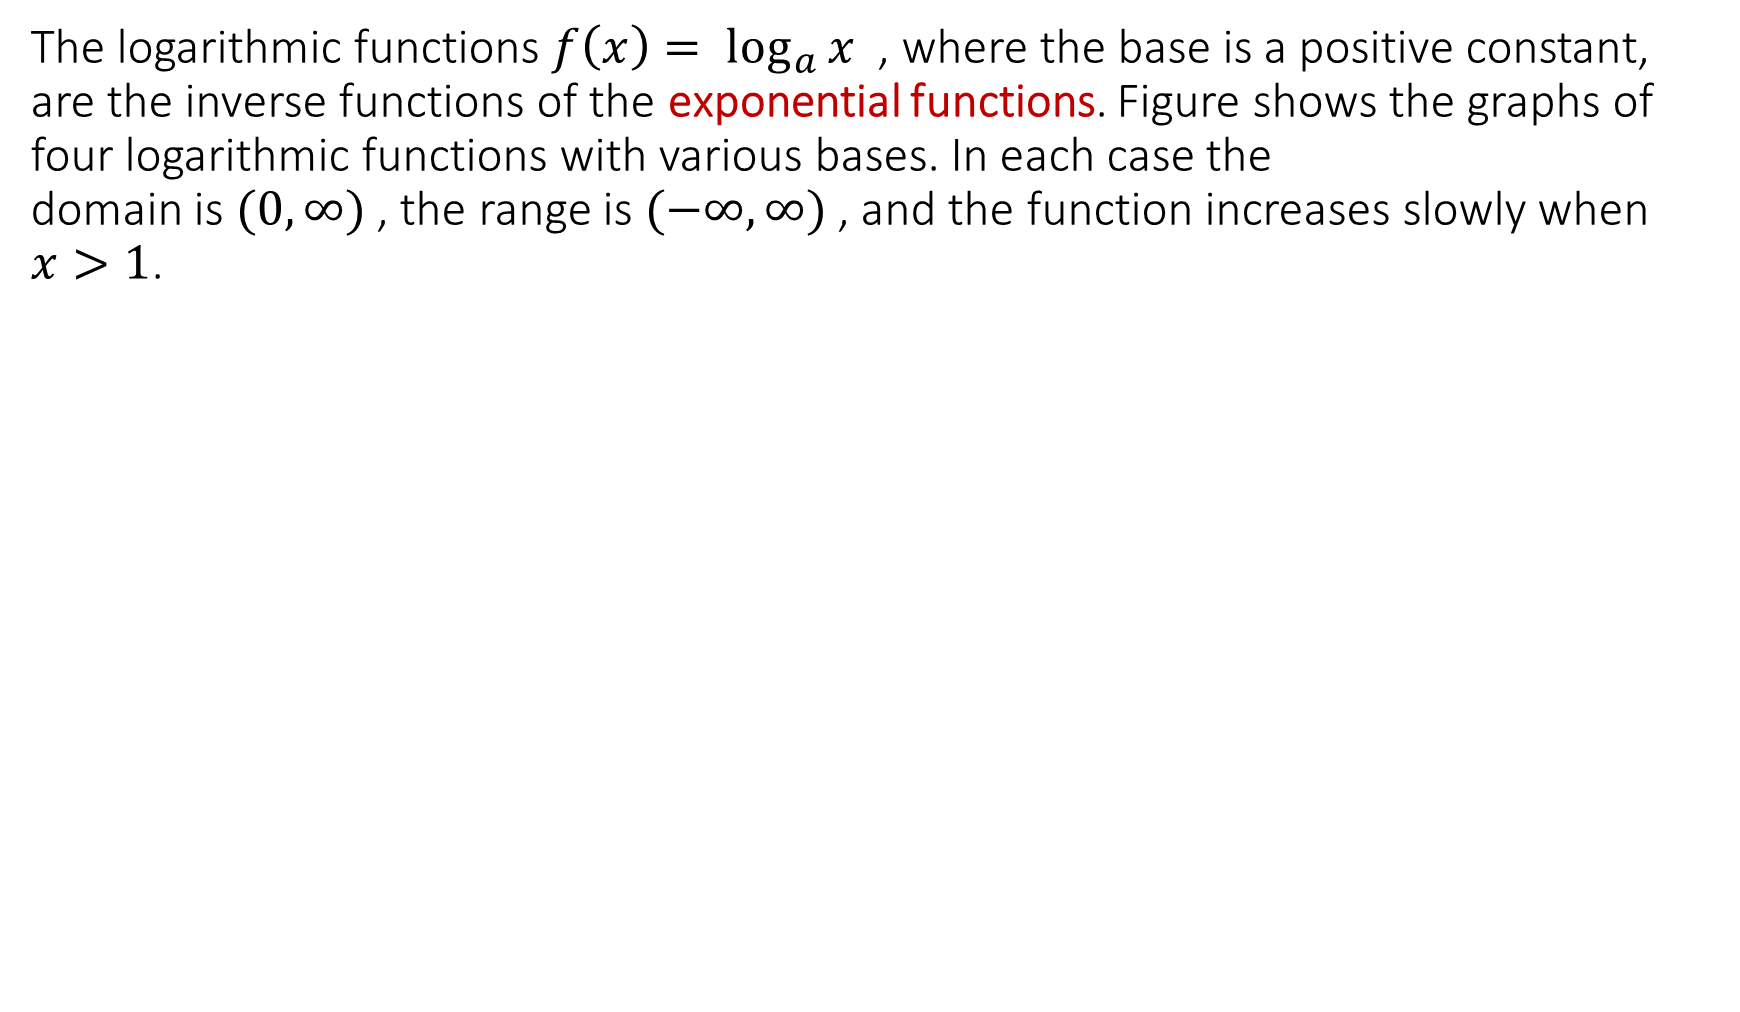 The logarithmic functions f(x) = logₐ x , where the base is a positive constant,
are the inverse functions of the exponential functions. Figure shows the graphs of
four logarithmic functions with various bases. In each case the
domain is (0, ∞) , the range is (−∞, ∞) , and the function increases slowly when
x > 1.